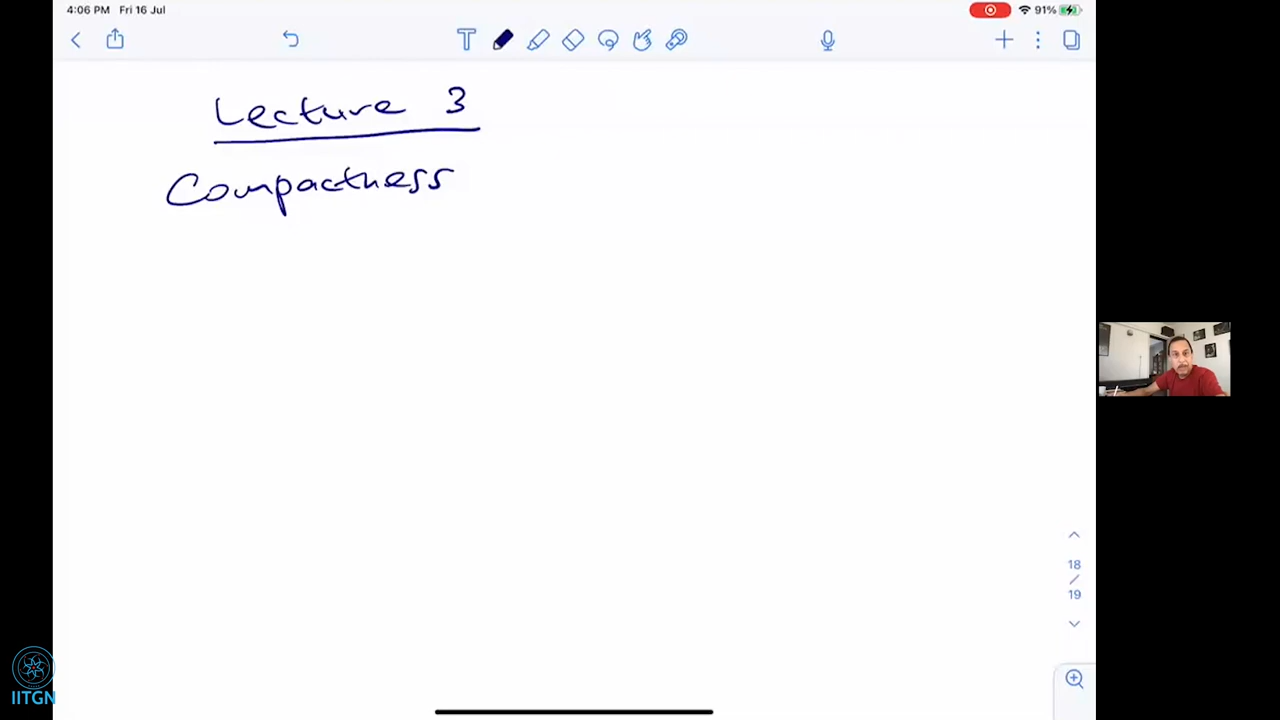 4:06 PM Fri 16 Jul
91%
Lecture 3
Compactness
18
19
IITGN